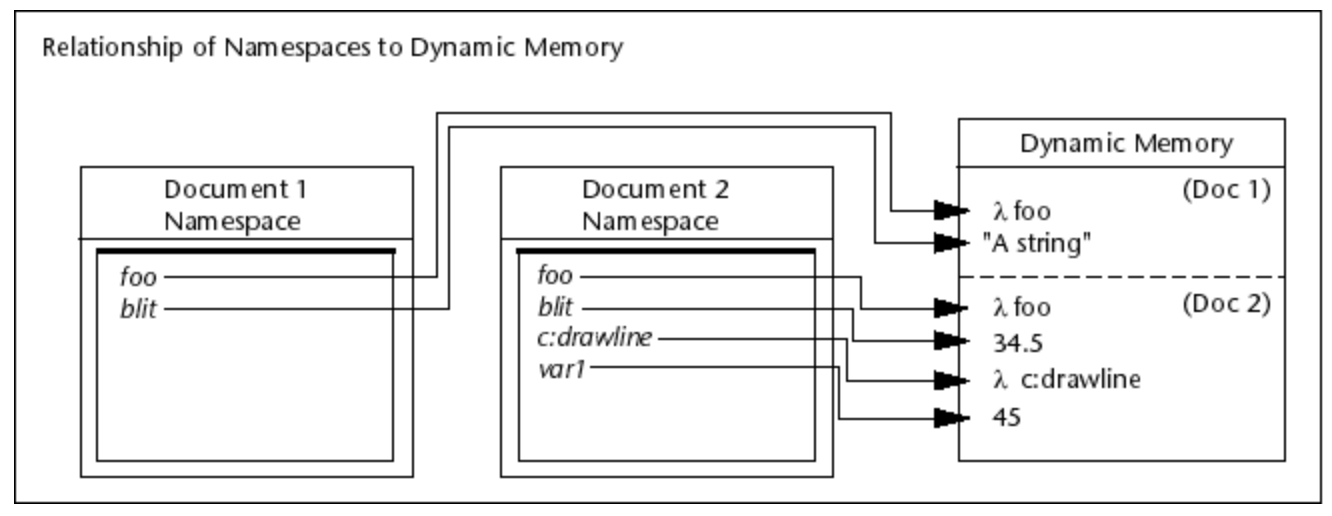 Relationship of Namespaces to Dynamic Memory
Document 1
Namespace
foo
blit
Document 2
Namespace
foo
blit
c:drawline
var1
Dynamic Memory
(Doc 1)
λ foo
"A string"
(Doc 2)
λ foo
34.5
λ c:drawline
45